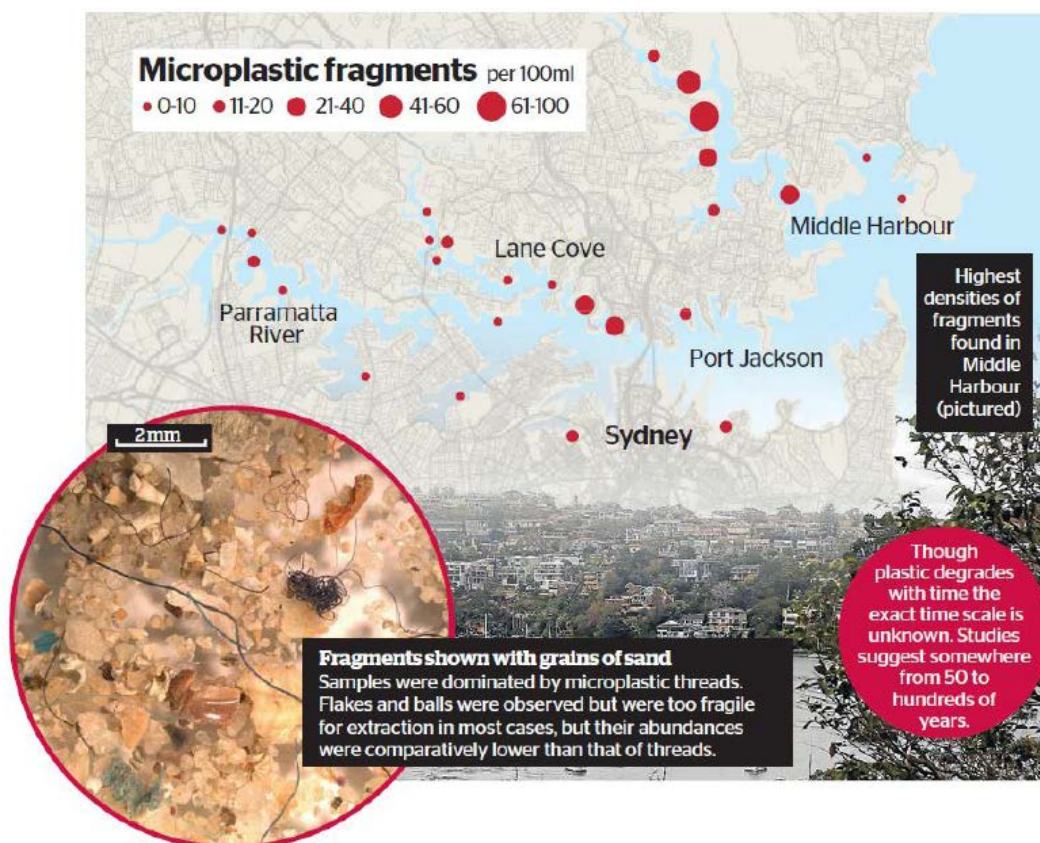 Microplastic fragments per 100ml
0-10 11-20 21-40 41-60 61-100
Middle Harbour
Lane Cove
Parramatta
River
Port Jackson
Sydney
Highest
densities of
fragments
found in
Middle
Harbour
(pictured)
2mm
Though
plastic degrades
with time the
exact time scale is
unknown. Studies
suggest somewhere
from 50 to
hundreds of
years.
Fragments shown with grains of sand
Samples were dominated by microplastic threads.
Flakes and balls were observed but were too fragile
for extraction in most cases, but their abundances
were comparatively lower than that of threads.